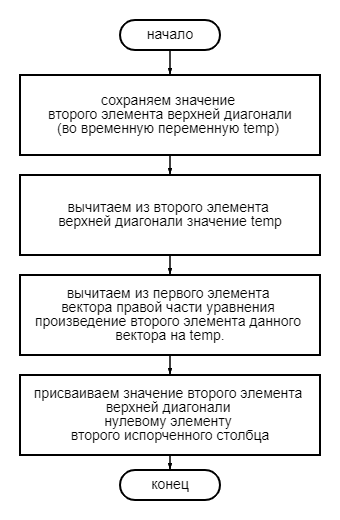 начало
сохраняем значение
второго элемента верхней диагонали
(во временную переменную temp)
вычитаем из второго элемента
верхней диагонали значение temp
вычитаем из первого элемента
вектора правой части уравнения
произведение второго элемента данного
вектора на temp.
присваиваем значение второго элемента
верхней диагонали
нулевому элементу
второго испорченного столбца
конец